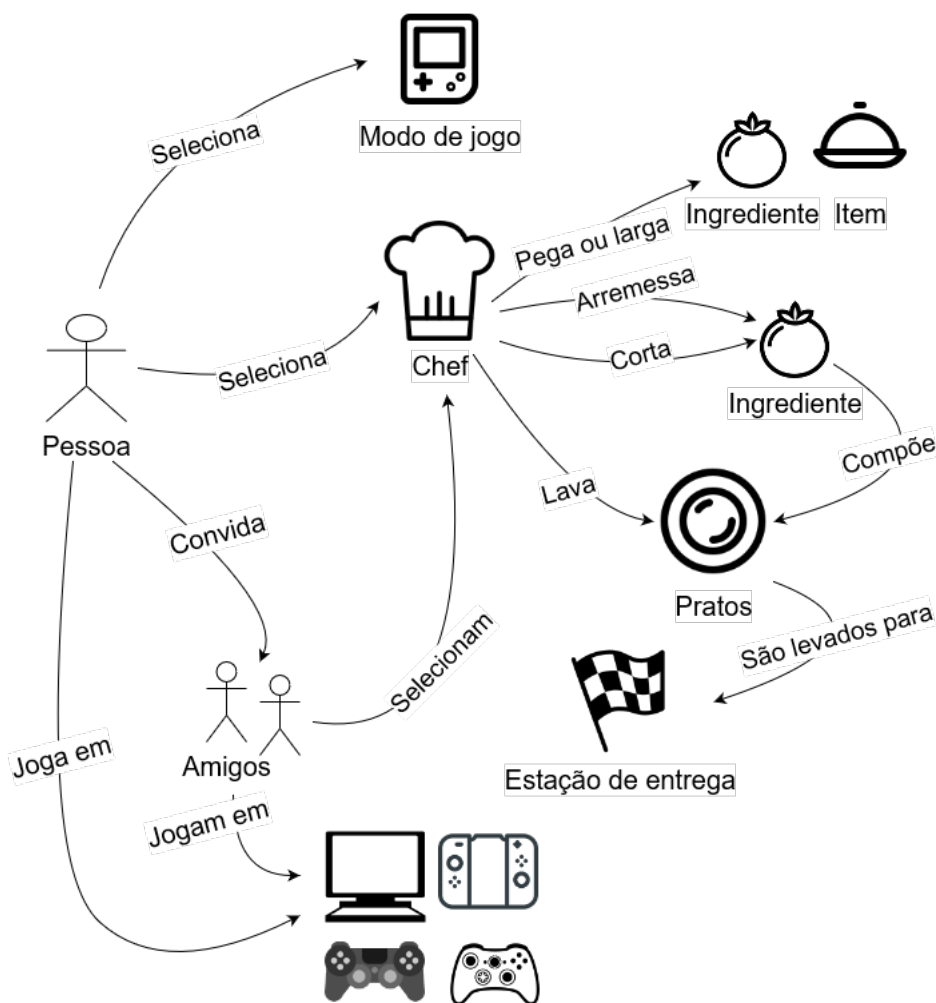 Seleciona
Modo de jogo
Ingrediente
Item
Pega ou larga
Arremessa
Seleciona
Chef
Corta
Ingrediente
Pessoa
Compõe
Lava
Convida
Pratos
São levados para
Selecionam
Joga em
Amigos
Estação de entrega
Jogam em